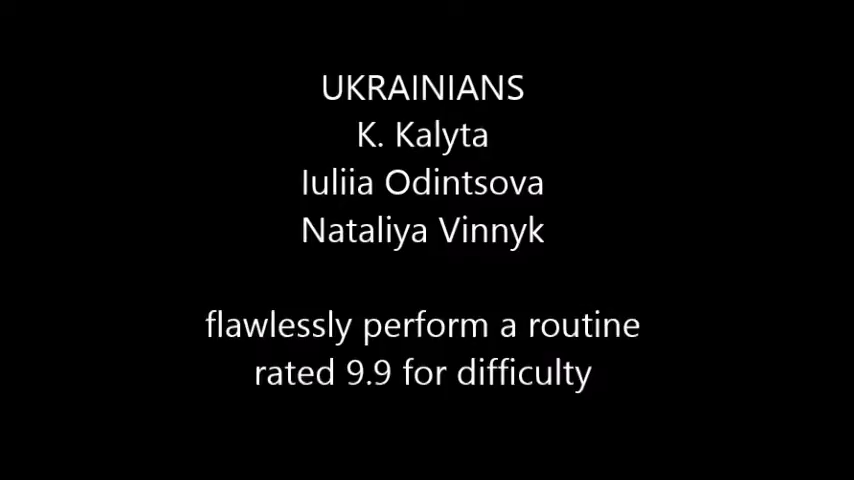 UKRAINIANS
K. Kalyta
Iuliia Odintsova
Nataliya Vinnyk
flawlessly perform a routine
rated 9.9 for difficulty